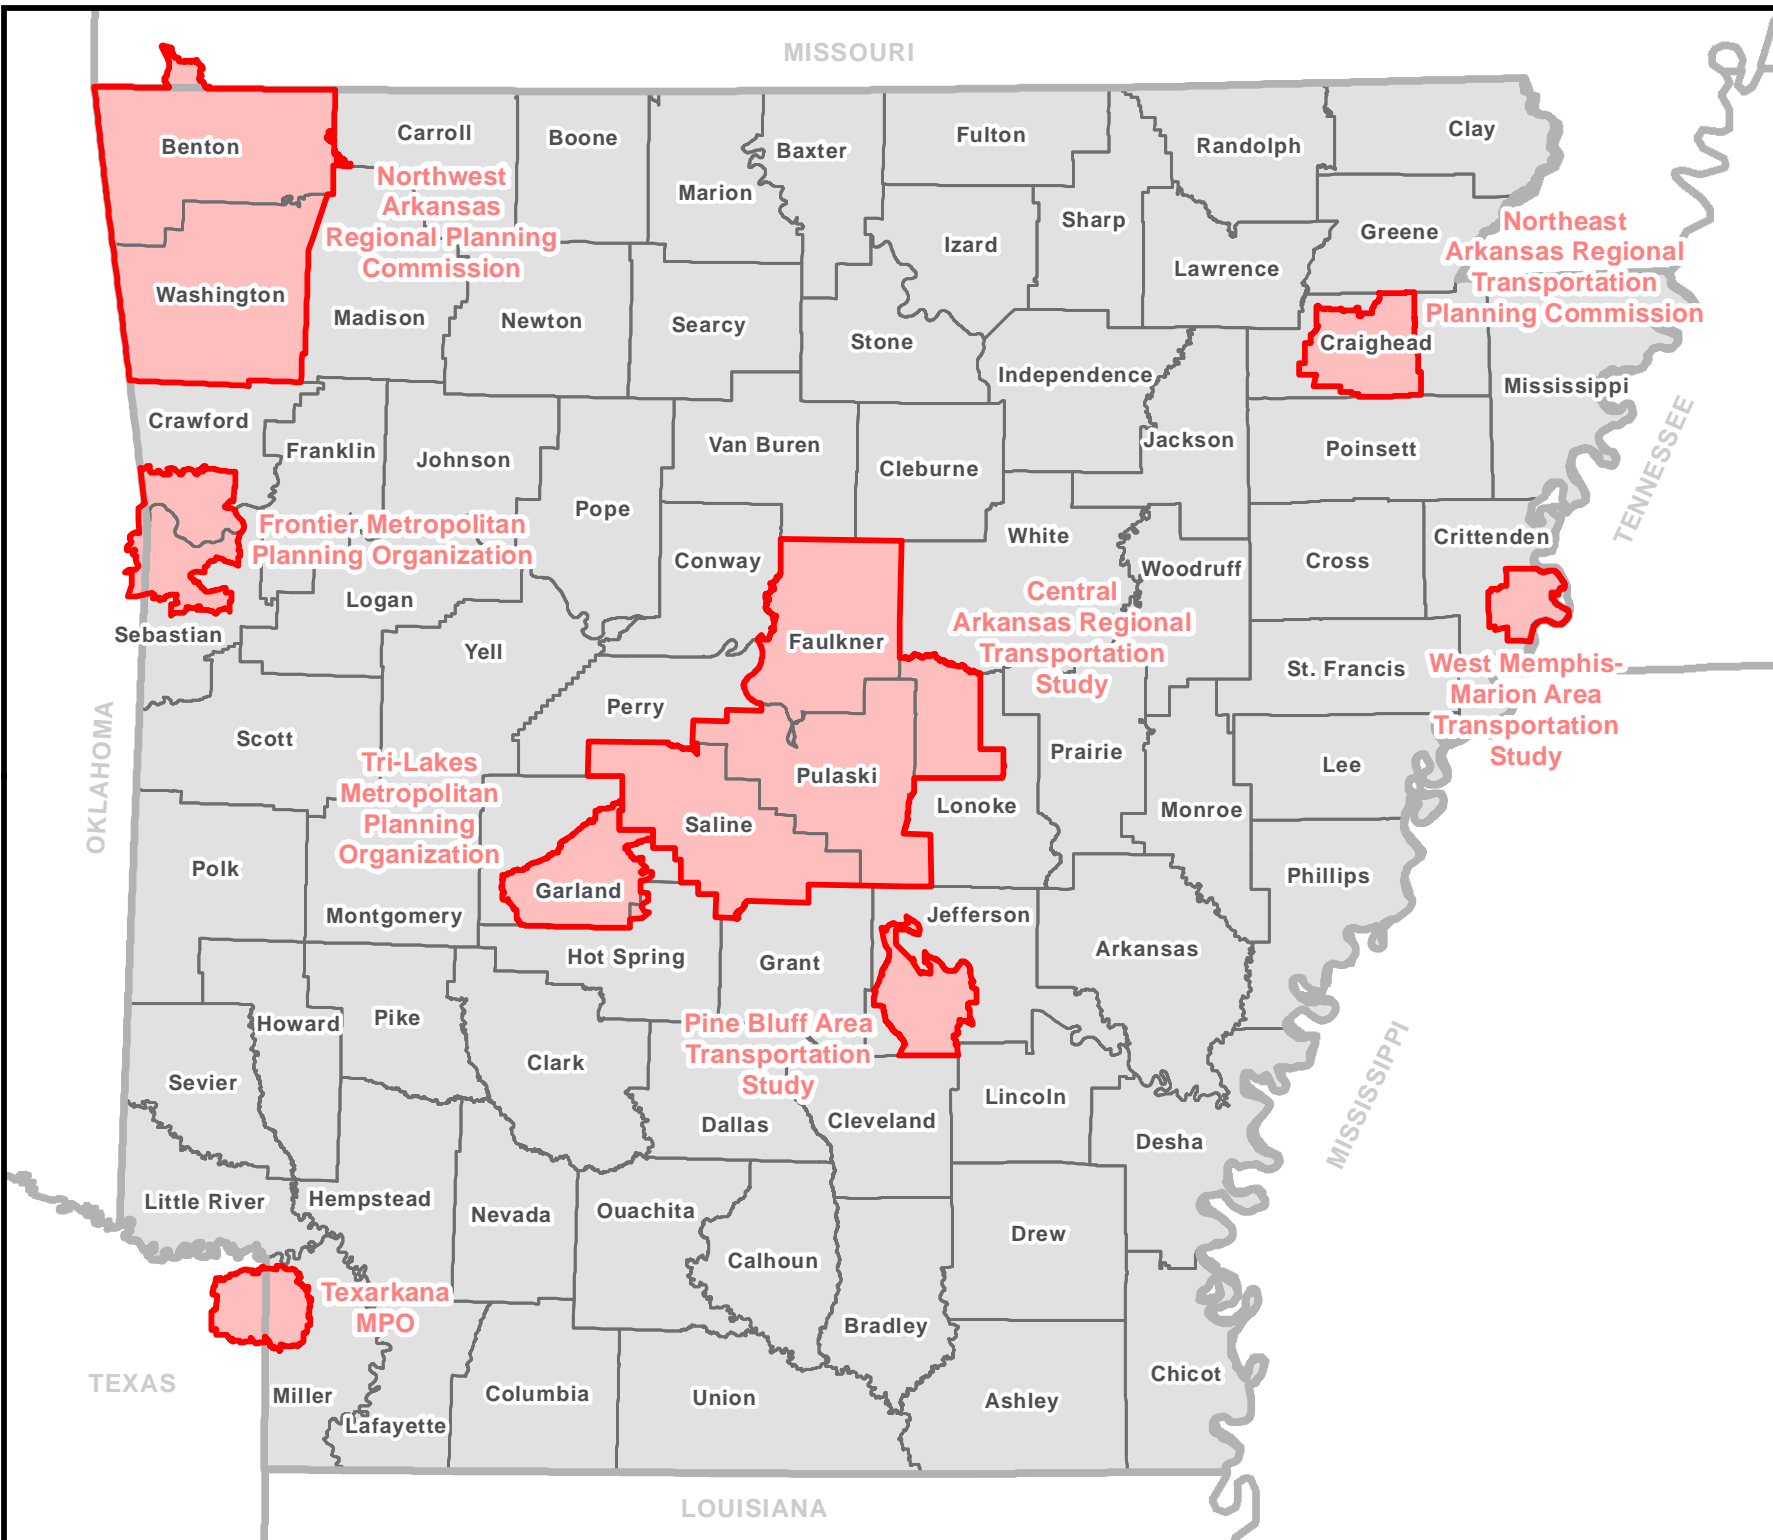 MISSOURI
Benton
Carroll
Boone
Baxter
Fulton
Randolph
Clay
Northwest
Arkansas
Regional Planning
Commission
Marion
Izard
Sharp
Greene
Northeast
Arkansas Regional
Transportation
Planning Commission
Lawrence
Washington
Madison
Newton
Searcy
Stone
Independence
Craighead
Mississippi
Crawford
Franklin
Johnson
Van Buren
Cleburne
Jackson
Poinsett
TENNESSEE
Pope
Frontier Metropolitan
Planning Organization
Conway
White
Woodruff
Cross
Crittenden
Logan
Sebastian
Yell
Faulkner
Central
Arkansas Regional
Transportation
Study
St. Francis
West Memphis-
Marion Area
Transportation
Study
OKLAHOMA
Scott
Perry
Tri-Lakes
Metropolitan
Planning
Organization
Pulaski
Prairie
Lee
Saline
Lonoke
Monroe
Polk
Garland
Phillips
Montgomery
Jefferson
Hot Spring
Grant
Arkansas
Howard
Pike
Pine Bluff Area
Transportation
Study
Clark
Sevier
Lincoln
MISSISSIPPI
Dallas
Cleveland
Desha
Little River
Hempstead
Nevada
Ouachita
Drew
Calhoun
Texarkana
MPO
Bradley
TEXAS
Miller
Lafayette
Columbia
Union
Ashley
Chicot
LOUISIANA